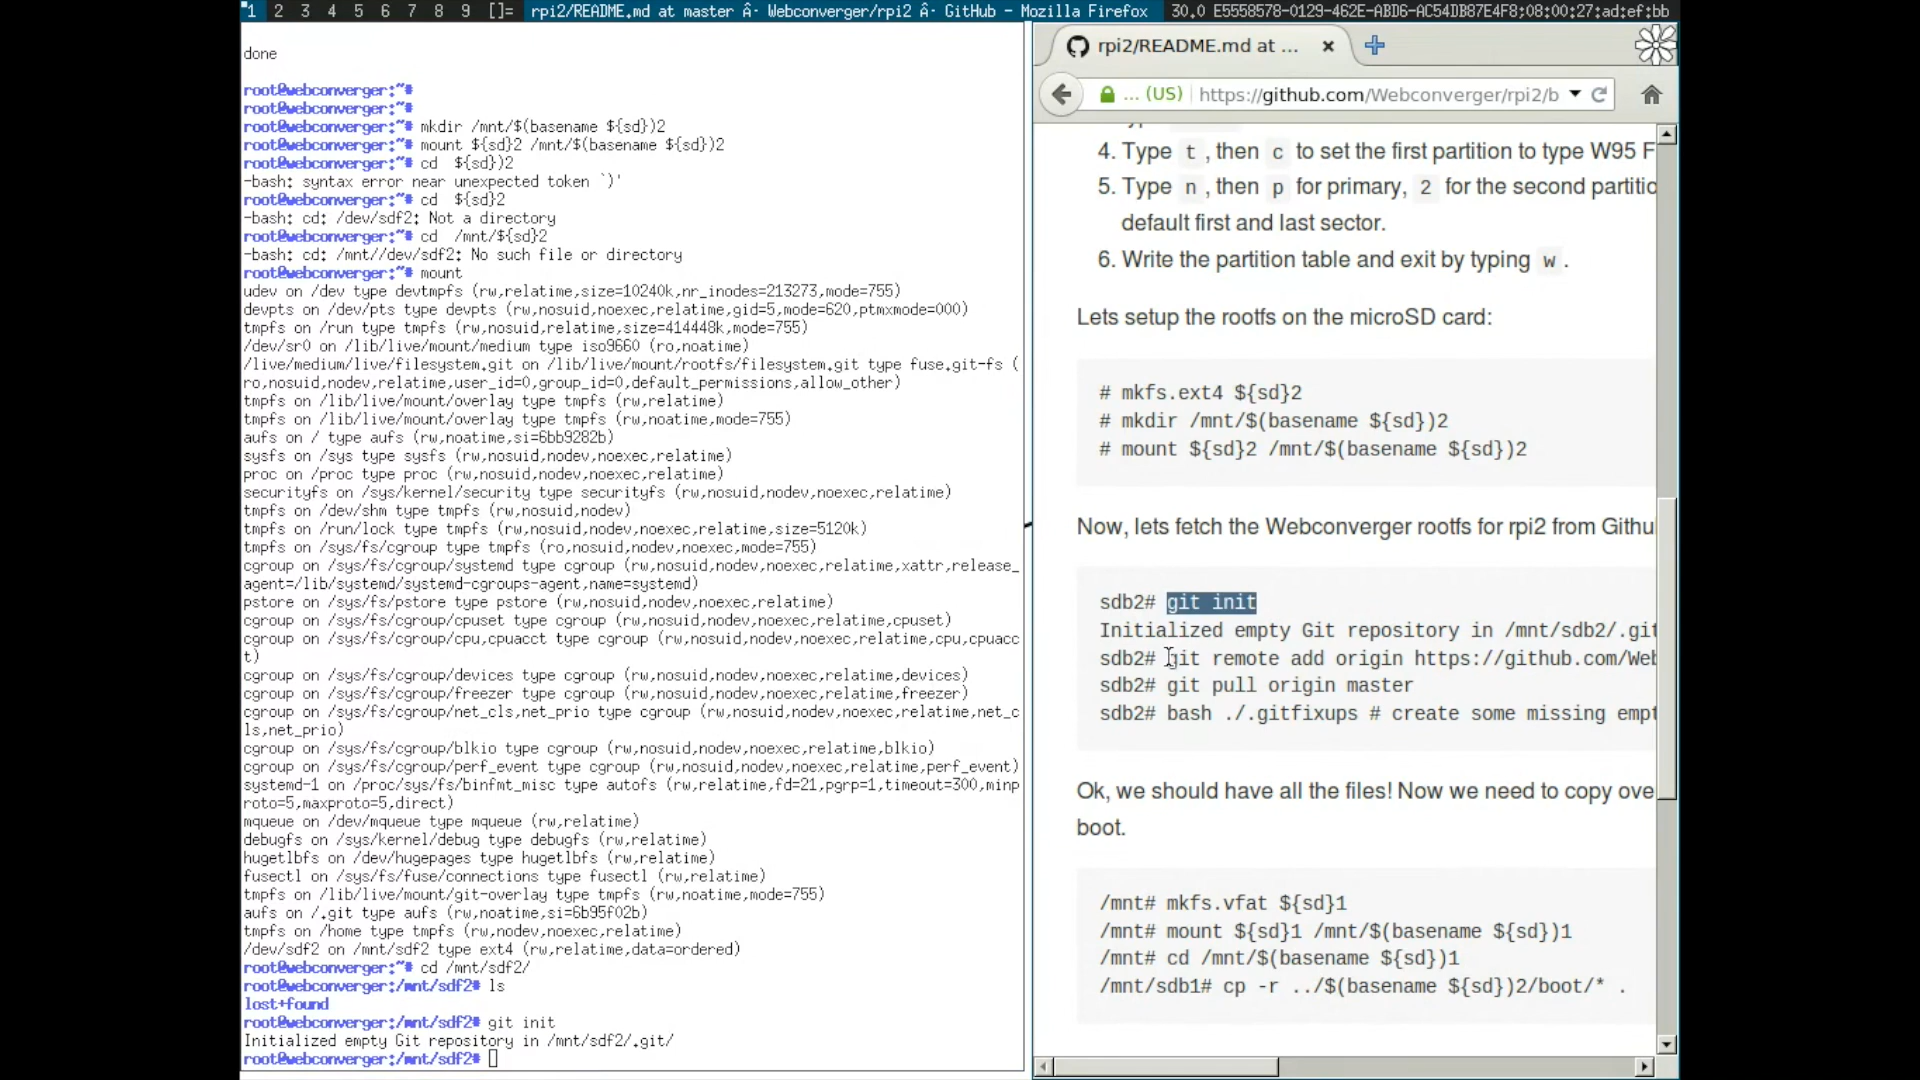 1 2 3 4 5 6 7 8 9 []= rpi2/README.md at master Â· Webconverger/rpi2 Â· GitHub - Mozilla Firefox 30.0 E5558578-0129-462E-ABD6-AC54DB87E4F8;08:00:27:ad:ef:bb
done
root@webconverger:~#
root@webconverger:~#
root@webconverger:~# mkdir /mnt/$(basename ${sd})2
root@webconverger:~# mount ${sd}2 /mnt/$(basename ${sd})2
root@webconverger:~# cd  ${sd})2
-bash: syntax error near unexpected token `)'
root@webconverger:~# cd  ${sd}2
-bash: cd: /dev/sdf2: Not a directory
root@webconverger:~# cd  /mnt/${sd}2
-bash: cd: /mnt//dev/sdf2: No such file or directory
root@webconverger:~# mount
udev on /dev type devtmpfs (rw,relatime,size=10240k,nr_inodes=213273,mode=755)
devpts on /dev/pts type devpts (rw,nosuid,noexec,relatime,gid=5,mode=620,ptmxmode=000)
tmpfs on /run type tmpfs (rw,nosuid,relatime,size=414448k,mode=755)
/dev/sr0 on /lib/live/mount/medium type iso9660 (ro,noatime)
/live/medium/live/filesystem.git on /lib/live/mount/rootfs/filesystem.git type fuse.git-fs (
ro,nosuid,nodev,relatime,user_id=0,group_id=0,default_permissions,allow_other)
tmpfs on /lib/live/mount/overlay type tmpfs (rw,relatime)
tmpfs on /lib/live/mount/overlay type tmpfs (rw,noatime,mode=755)
aufs on / type aufs (rw,noatime,si=6bb9282b)
sysfs on /sys type sysfs (rw,nosuid,nodev,noexec,relatime)
proc on /proc type proc (rw,nosuid,nodev,noexec,relatime)
securityfs on /sys/kernel/security type securityfs (rw,nosuid,nodev,noexec,relatime)
tmpfs on /dev/shm type tmpfs (rw,nosuid,nodev)
tmpfs on /run/lock type tmpfs (rw,nosuid,nodev,noexec,relatime,size=5120k)
tmpfs on /sys/fs/cgroup type tmpfs (ro,nosuid,nodev,noexec,mode=755)
cgroup on /sys/fs/cgroup/systemd type cgroup (rw,nosuid,nodev,noexec,relatime,xattr,release_
agent=/lib/systemd/systemd-cgroups-agent,name=systemd)
pstore on /sys/fs/pstore type pstore (rw,nosuid,nodev,noexec,relatime)
cgroup on /sys/fs/cgroup/cpuset type cgroup (rw,nosuid,nodev,noexec,relatime,cpuset)
cgroup on /sys/fs/cgroup/cpu,cpuacct type cgroup (rw,nosuid,nodev,noexec,relatime,cpu,cpuacc
t)
cgroup on /sys/fs/cgroup/devices type cgroup (rw,nosuid,nodev,noexec,relatime,devices)
cgroup on /sys/fs/cgroup/freezer type cgroup (rw,nosuid,nodev,noexec,relatime,freezer)
cgroup on /sys/fs/cgroup/net_cls,net_prio type cgroup (rw,nosuid,nodev,noexec,relatime,net_c
ls,net_prio)
cgroup on /sys/fs/cgroup/blkio type cgroup (rw,nosuid,nodev,noexec,relatime,blkio)
cgroup on /sys/fs/cgroup/perf_event type cgroup (rw,nosuid,nodev,noexec,relatime,perf_event)
systemd-1 on /proc/sys/fs/binfmt_misc type autofs (rw,relatime,fd=21,pgrp=1,timeout=300,minp
roto=5,maxproto=5,direct)
mqueue on /dev/mqueue type mqueue (rw,relatime)
debugfs on /sys/kernel/debug type debugfs (rw,relatime)
hugetlbfs on /dev/hugepages type hugetlbfs (rw,relatime)
fusectl on /sys/fs/fuse/connections type fusectl (rw,relatime)
tmpfs on /lib/live/mount/git-overlay type tmpfs (rw,noatime,mode=755)
aufs on /.git type aufs (rw,noatime,si=6b95f02b)
tmpfs on /home type tmpfs (rw,nodev,noexec,relatime)
/dev/sdf2 on /mnt/sdf2 type ext4 (rw,relatime,data=ordered)
root@webconverger:~# cd /mnt/sdf2/
root@webconverger:/mnt/sdf2# ls
lost+found
root@webconverger:/mnt/sdf2# git init
Initialized empty Git repository in /mnt/sdf2/.git/
root@webconverger:/mnt/sdf2#
rpi2/README.md at ...
... (US) https://github.com/Webconverger/rpi2/b
4. Type t , then c to set the first partition to type W95 F
5. Type n , then p for primary, 2 for the second partitio
default first and last sector.
6. Write the partition table and exit by typing w .
Lets setup the rootfs on the microSD card:
# mkfs.ext4 ${sd}2
# mkdir /mnt/$(basename ${sd})2
# mount ${sd}2 /mnt/$(basename ${sd})2
Now, lets fetch the Webconverger rootfs for rpi2 from Githu
sdb2# git init
Initialized empty Git repository in /mnt/sdb2/.git
sdb2# git remote add origin https://github.com/Web
sdb2# git pull origin master
sdb2# bash ./.gitfixups # create some missing empt
Ok, we should have all the files! Now we need to copy ove
boot.
/mnt# mkfs.vfat ${sd}1
/mnt# mount ${sd}1 /mnt/$(basename ${sd})1
/mnt# cd /mnt/$(basename ${sd})1
/mnt/sdb1# cp -r ../$(basename ${sd})2/boot/* .